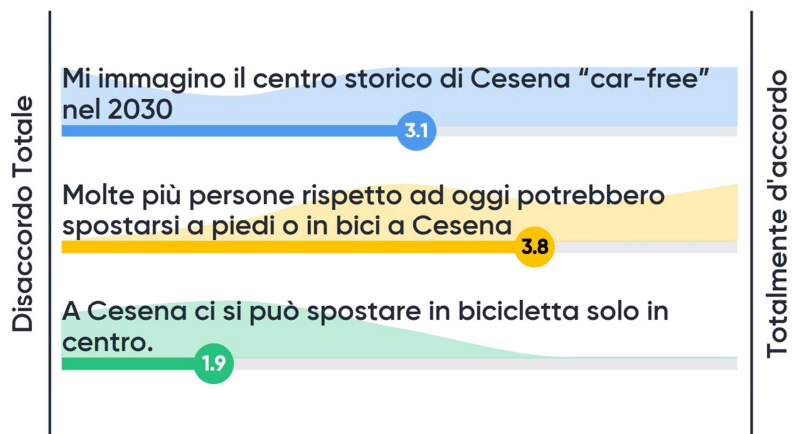 Disaccordo Totale
Mi immagino il centro storico di Cesena “car-free”
nel 2030
3.1
Molte più persone rispetto ad oggi potrebbero
spostarsi a piedi o in bici a Cesena
3.8
A Cesena ci si può spostare in bicicletta solo in
centro.
1.9
Totalmente d'accordo